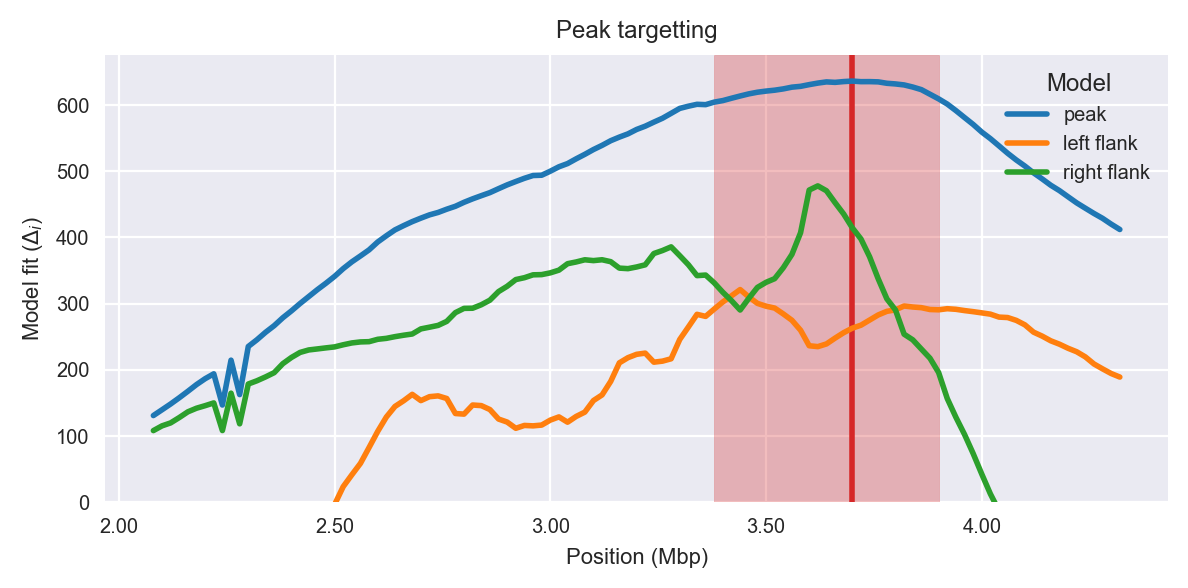 Peak targetting
Model
peak
left flank
right flank
Model fit (Δi)
600
500
400
300
200
100
0
2.00 2.50 3.00 3.50 4.00
Position (Mbp)